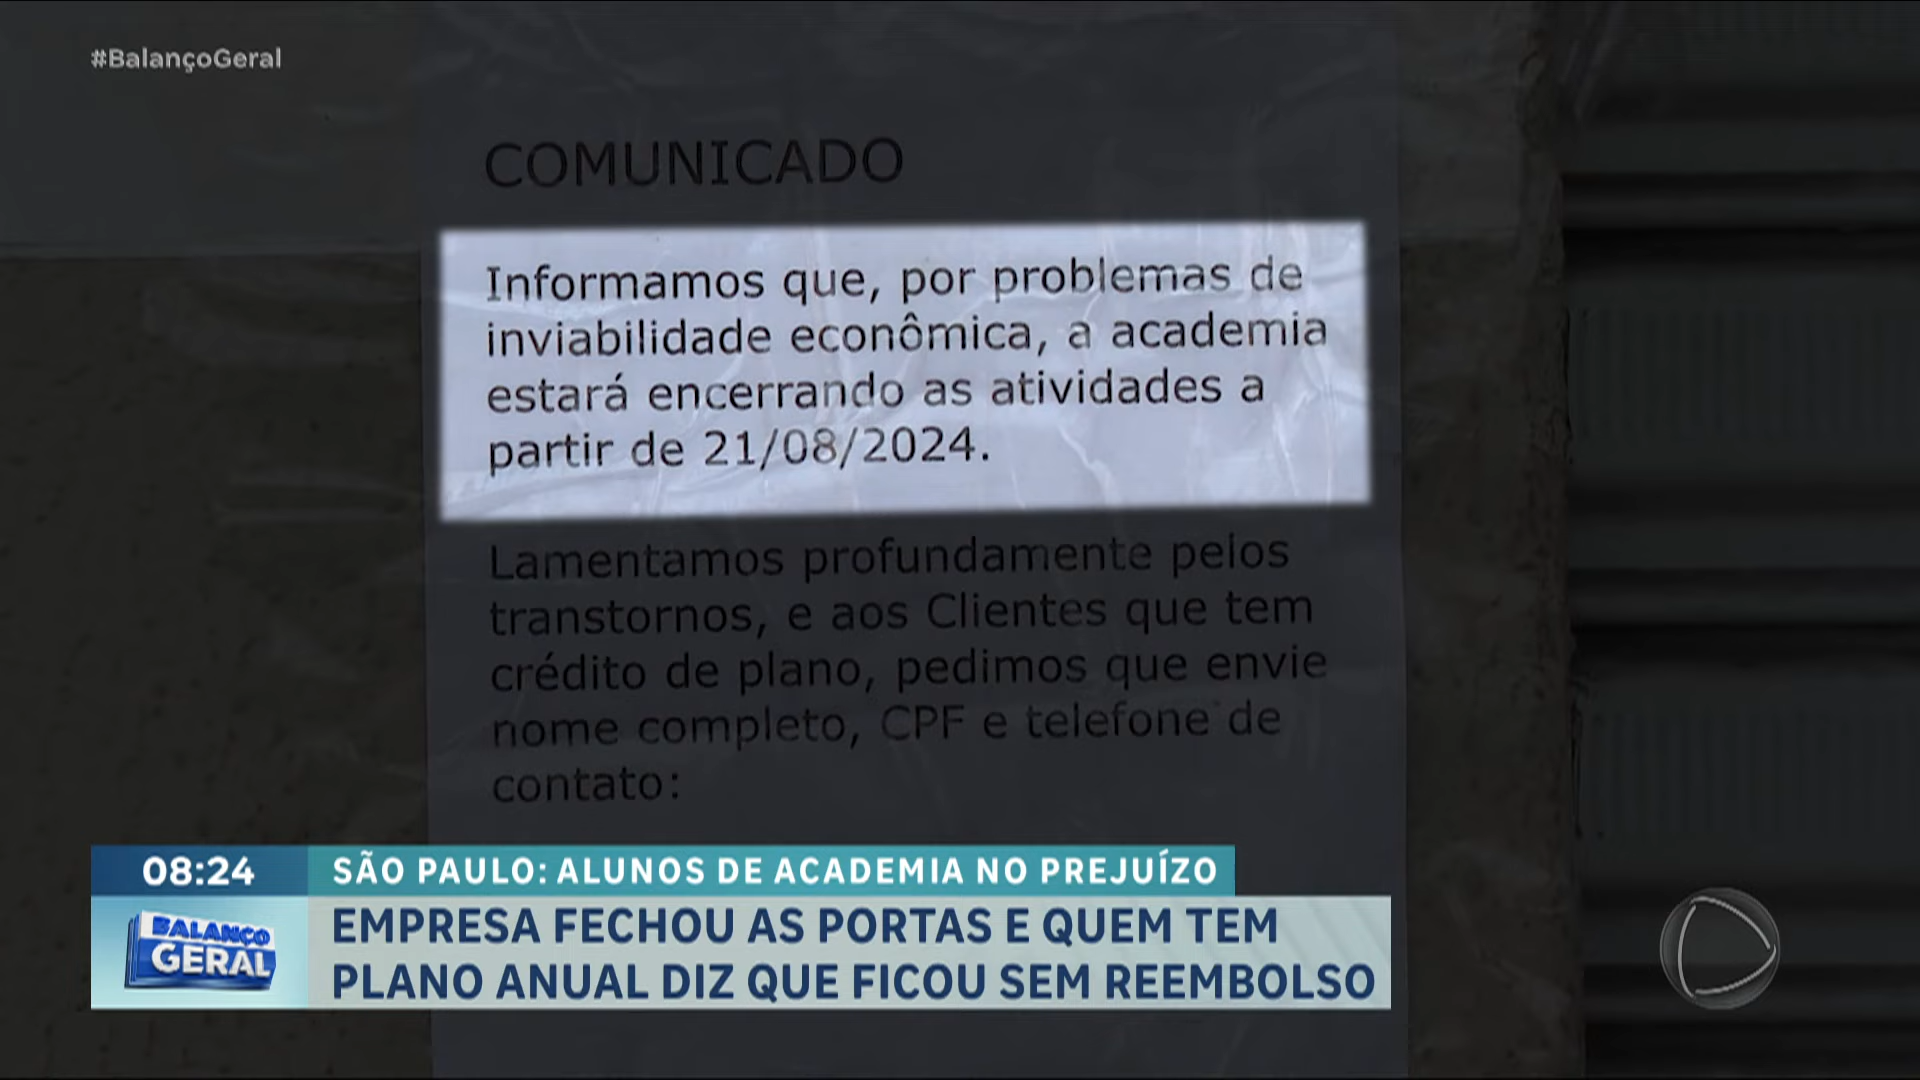 #BalançoGeral
COMUNICADO
Informamos que, por problemas de
inviabilidade econômica, a academia
estará encerrando as atividades a
partir de 21/08/2024.
Lamentamos profundamente pelos
transtornos, e aos Clientes que tem
crédito de plano, pedimos que envie
nome completo, CPF e telefone de
contato:
08:24
SÃO PAULO: ALUNOS DE ACADEMIA NO PREJUÍZO
BALANÇO
GERAL
EMPRESA FECHOU AS PORTAS E QUEM TEM
PLANO ANUAL DIZ QUE FICOU SEM REEMBOLSO